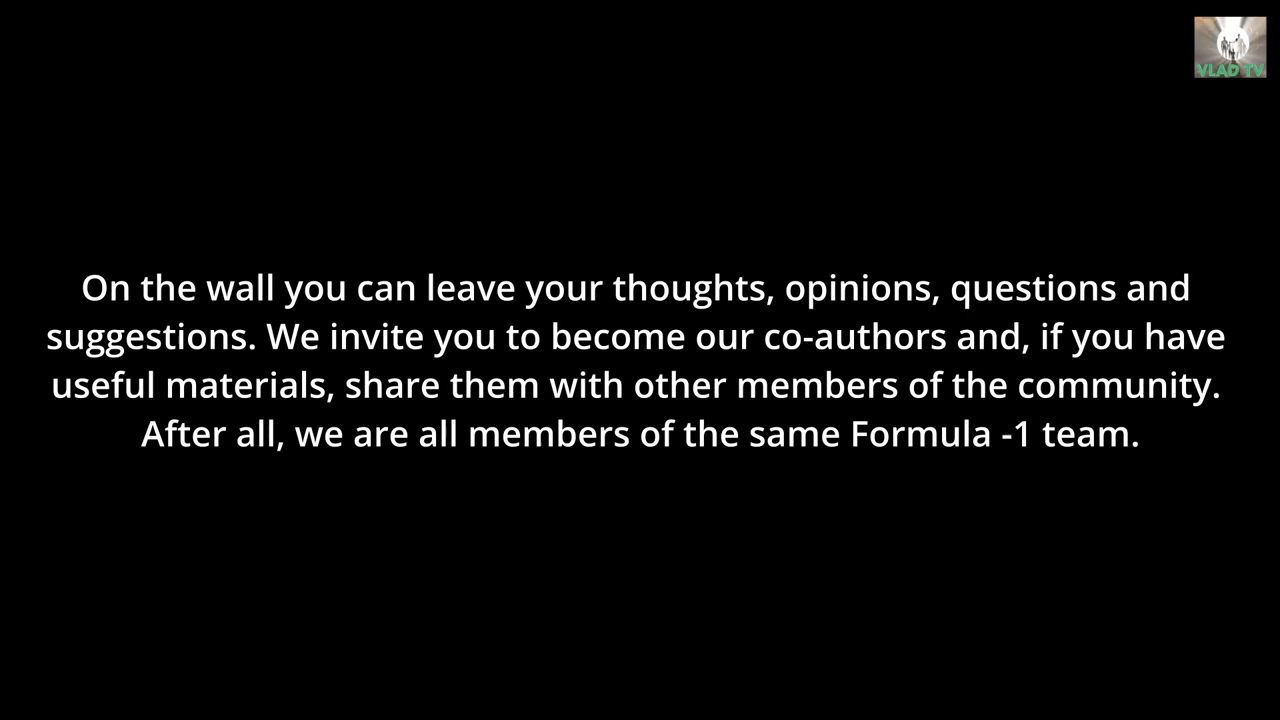 VLAD TV
On the wall you can leave your thoughts, opinions, questions and
suggestions. We invite you to become our co-authors and, if you have
useful materials, share them with other members of the community.
After all, we are all members of the same Formula -1 team.